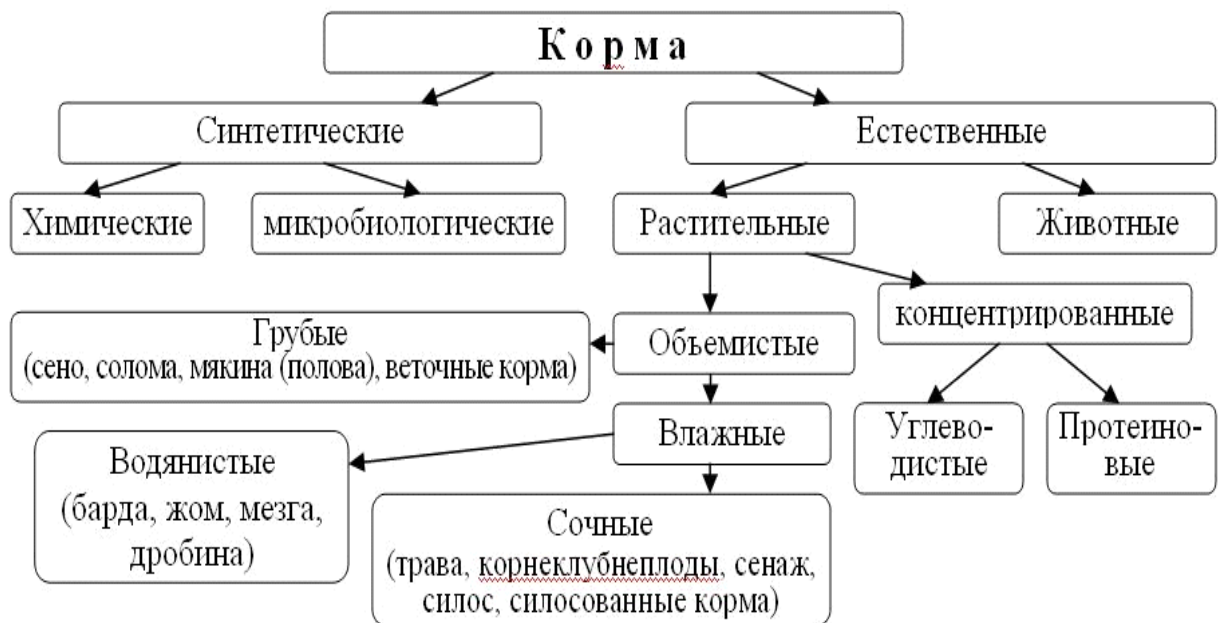 К о р м а
Синтетические
Естественные
Химические
микробиологические
Растительные
Животные
концентрированные
Грубые
(сено, солома, мякина (полова), веточные корма)
Объемистые
Влажные
Углево-
дистые
Протеино-
вые
Водянистые
(барда, жом, мезга,
дробина)
Сочные
(трава, корнеклубнеплоды, сенаж,
силос, силосованные корма)